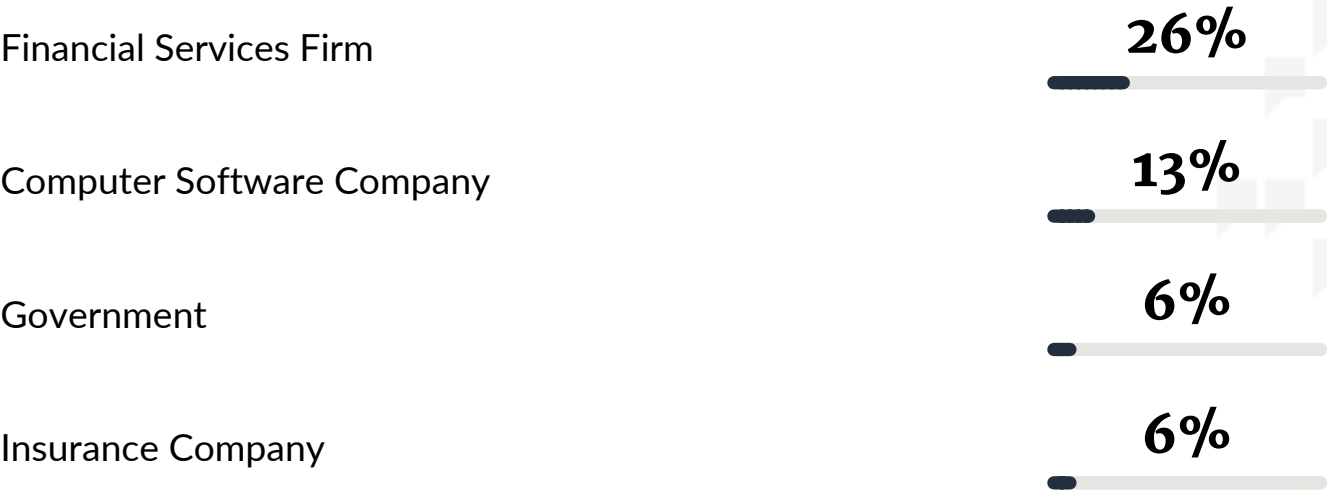 Financial Services Firm 26%
Computer Software Company 13%
Government 6%
Insurance Company 6%